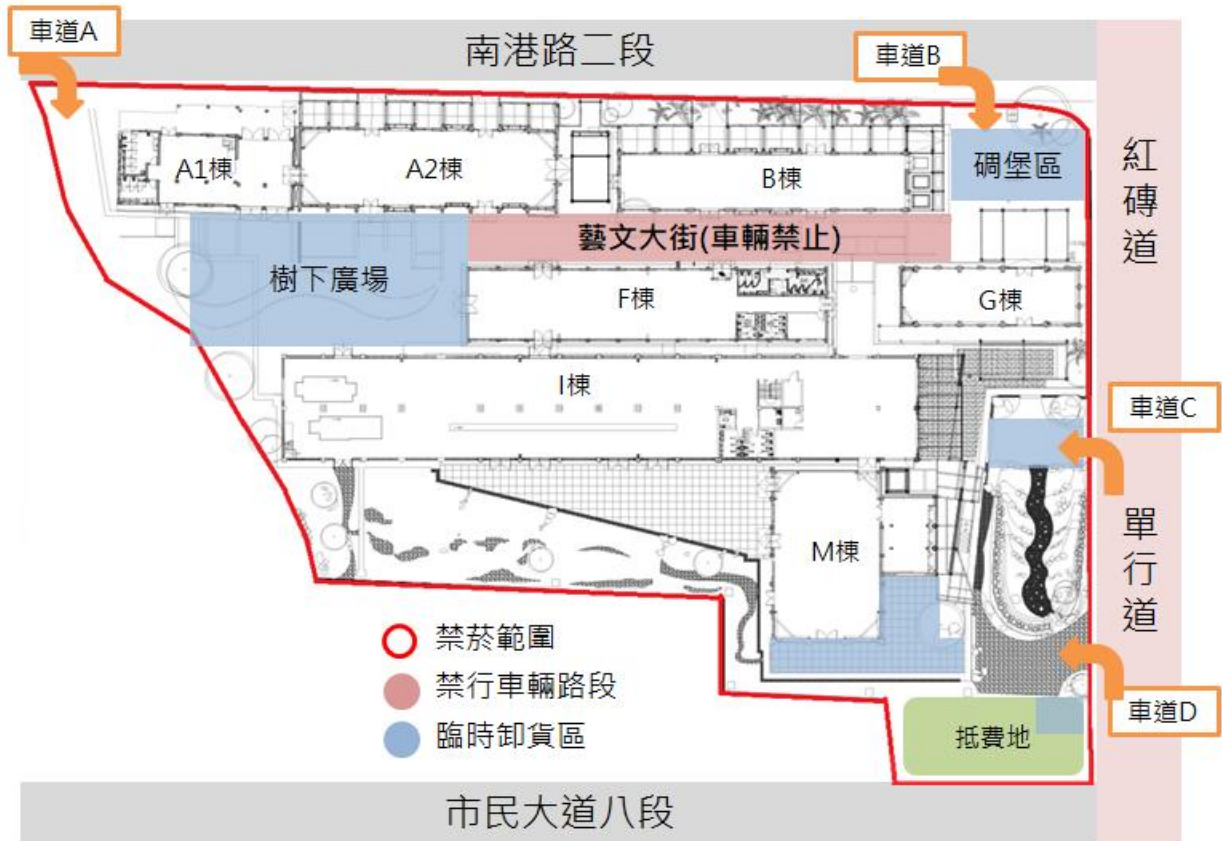 車道A
南港路二段
車道B
A1棟
A2棟
B棟
碉堡區
紅磚道
藝文大街(車輛禁止)
樹下廣場
F棟
G棟
I棟
車道C
M棟
單行道
禁菸範圍
禁行車輛路段
臨時卸貨區
車道D
抵費地
市民大道八段